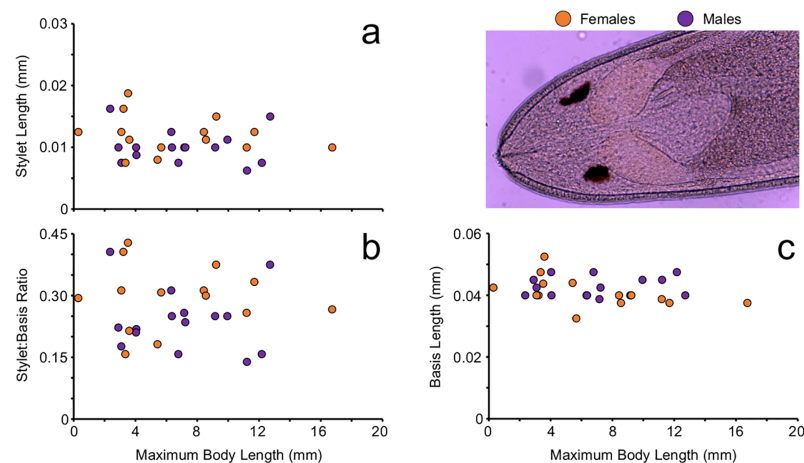 Females Males
a
Stylet Length (mm)
0.03
0.02
0.01
0
b
Stylet:Basis Ratio
0.45
0.30
0.15
0
0 4 8 12 16 20
Maximum Body Length (mm)
c
Basis Length (mm)
0.06
0.04
0.02
0
0 4 8 12 16 20
Maximum Body Length (mm)